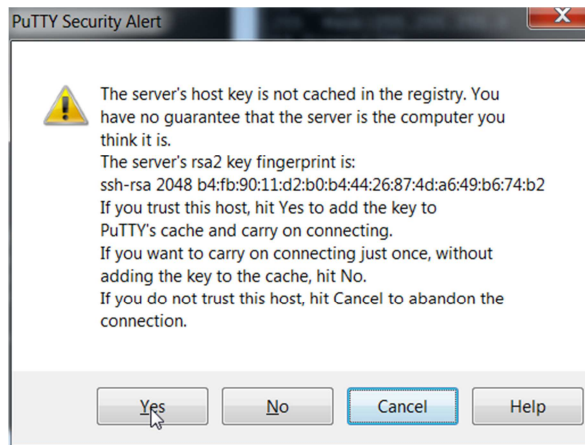 PuTTY Security Alert
The server's host key is not cached in the registry. You
have no guarantee that the server is the computer you
think it is.
The server's rsa2 key fingerprint is:
ssh-rsa 2048 b4:fb:90:11:d2:b0:b4:44:26:87:4d:a6:49:b6:74:b2
If you trust this host, hit Yes to add the key to
PuTTY's cache and carry on connecting.
If you want to carry on connecting just once, without
adding the key to the cache, hit No.
If you do not trust this host, hit Cancel to abandon the
connection.
Yes No Cancel Help